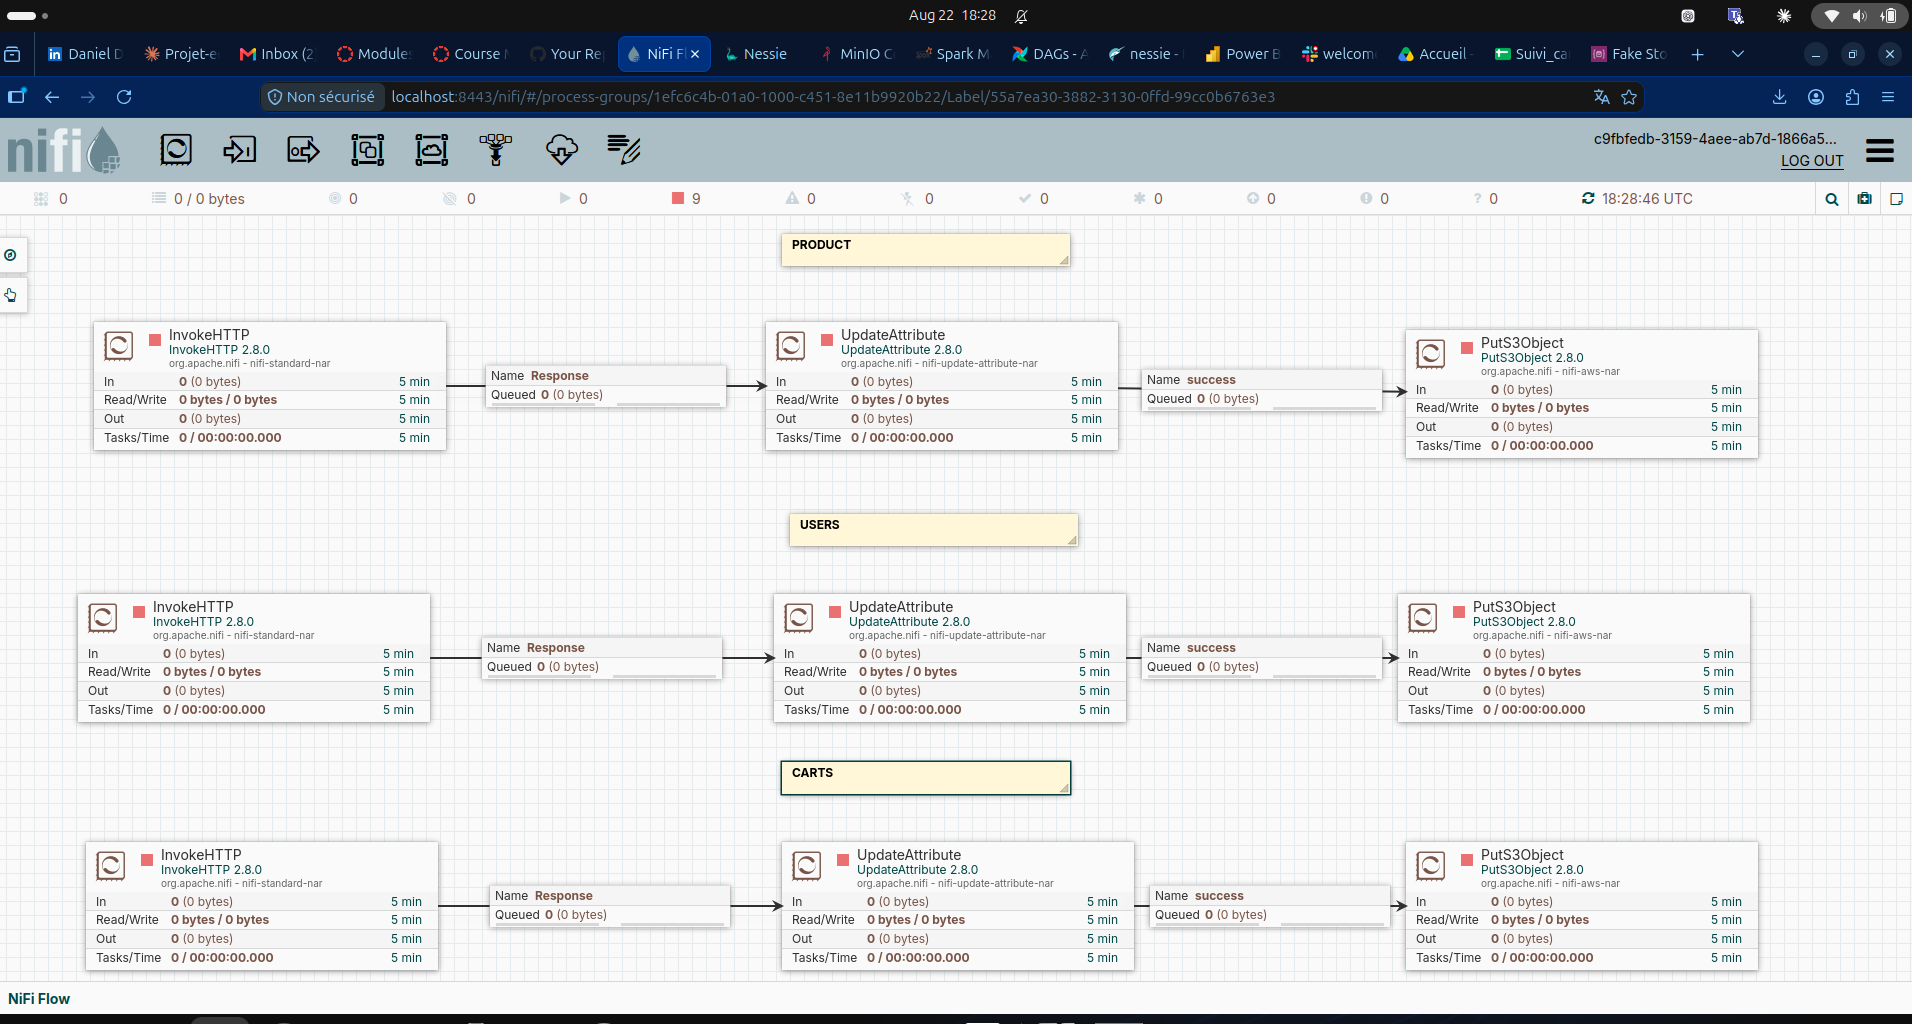 Aug 22 18:28
Daniel D
Projet-e
Inbox (2
Module
Course
Your Re
NiFi Fl
Nessie
MinIO C
Spark M
DAGs - A
nessie -
Power B
welcom
Accueil
Suivi_ca
Fake Sto
Non sécurisé localhost:8443/nifi/#/process-groups/1efc6c4b-01a0-1000-c451-8e11b9920b22/Label/55a7ea30-3882-3130-0ffd-99cc0b6763e3
nifi
c9fbfedb-3159-4aee-ab7d-1866a5...
LOG OUT
0 0 / 0 bytes 0 0 0 9 0 0 0 0 0 0 ? 0 18:28:46 UTC
PRODUCT
InvokeHTTP
InvokeHTTP 2.8.0
org.apache.nifi - nifi-standard-nar
In 0 (0 bytes) 5 min
Read/Write 0 bytes / 0 bytes 5 min
Out 0 (0 bytes) 5 min
Tasks/Time 0 / 00:00:00.000 5 min
Name Response
Queued 0 (0 bytes)
UpdateAttribute
UpdateAttribute 2.8.0
org.apache.nifi - nifi-update-attribute-nar
In 0 (0 bytes) 5 min
Read/Write 0 bytes / 0 bytes 5 min
Out 0 (0 bytes) 5 min
Tasks/Time 0 / 00:00:00.000 5 min
Name success
Queued 0 (0 bytes)
PutS3Object
PutS3Object 2.8.0
org.apache.nifi - nifi-aws-nar
In 0 (0 bytes) 5 min
Read/Write 0 bytes / 0 bytes 5 min
Out 0 (0 bytes) 5 min
Tasks/Time 0 / 00:00:00.000 5 min
USERS
InvokeHTTP
InvokeHTTP 2.8.0
org.apache.nifi - nifi-standard-nar
In 0 (0 bytes) 5 min
Read/Write 0 bytes / 0 bytes 5 min
Out 0 (0 bytes) 5 min
Tasks/Time 0 / 00:00:00.000 5 min
Name Response
Queued 0 (0 bytes)
UpdateAttribute
UpdateAttribute 2.8.0
org.apache.nifi - nifi-update-attribute-nar
In 0 (0 bytes) 5 min
Read/Write 0 bytes / 0 bytes 5 min
Out 0 (0 bytes) 5 min
Tasks/Time 0 / 00:00:00.000 5 min
Name success
Queued 0 (0 bytes)
PutS3Object
PutS3Object 2.8.0
org.apache.nifi - nifi-aws-nar
In 0 (0 bytes) 5 min
Read/Write 0 bytes / 0 bytes 5 min
Out 0 (0 bytes) 5 min
Tasks/Time 0 / 00:00:00.000 5 min
CARTS
InvokeHTTP
InvokeHTTP 2.8.0
org.apache.nifi - nifi-standard-nar
In 0 (0 bytes) 5 min
Read/Write 0 bytes / 0 bytes 5 min
Out 0 (0 bytes) 5 min
Tasks/Time 0 / 00:00:00.000 5 min
Name Response
Queued 0 (0 bytes)
UpdateAttribute
UpdateAttribute 2.8.0
org.apache.nifi - nifi-update-attribute-nar
In 0 (0 bytes) 5 min
Read/Write 0 bytes / 0 bytes 5 min
Out 0 (0 bytes) 5 min
Tasks/Time 0 / 00:00:00.000 5 min
Name success
Queued 0 (0 bytes)
PutS3Object
PutS3Object 2.8.0
org.apache.nifi - nifi-aws-nar
In 0 (0 bytes) 5 min
Read/Write 0 bytes / 0 bytes 5 min
Out 0 (0 bytes) 5 min
Tasks/Time 0 / 00:00:00.000 5 min
NiFi Flow